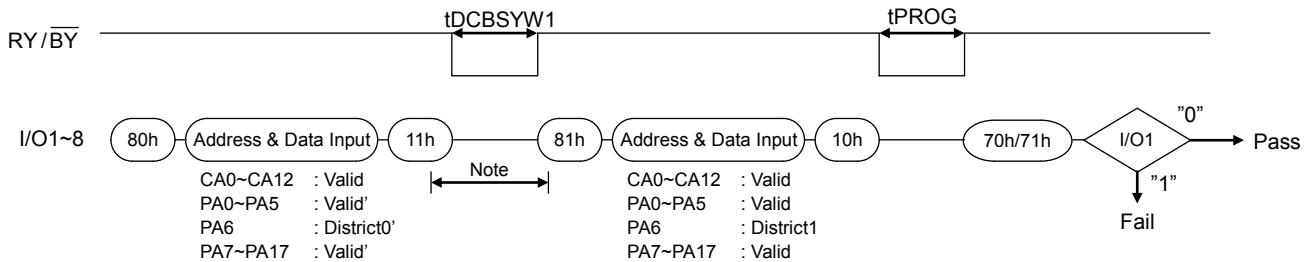 tDCBSYW1
tPROG
RY/BY
I/O1~8
80h
Address & Data Input
11h
81h
Address & Data Input
10h
70h/71h
I/O1
”0”
Pass
Note
”1”
Fail
CA0~CA12 : Valid
PA0~PA5 : Valid’
PA6 : District0’
PA7~PA17 : Valid’
CA0~CA12 : Valid
PA0~PA5 : Valid
PA6 : District1
PA7~PA17 : Valid